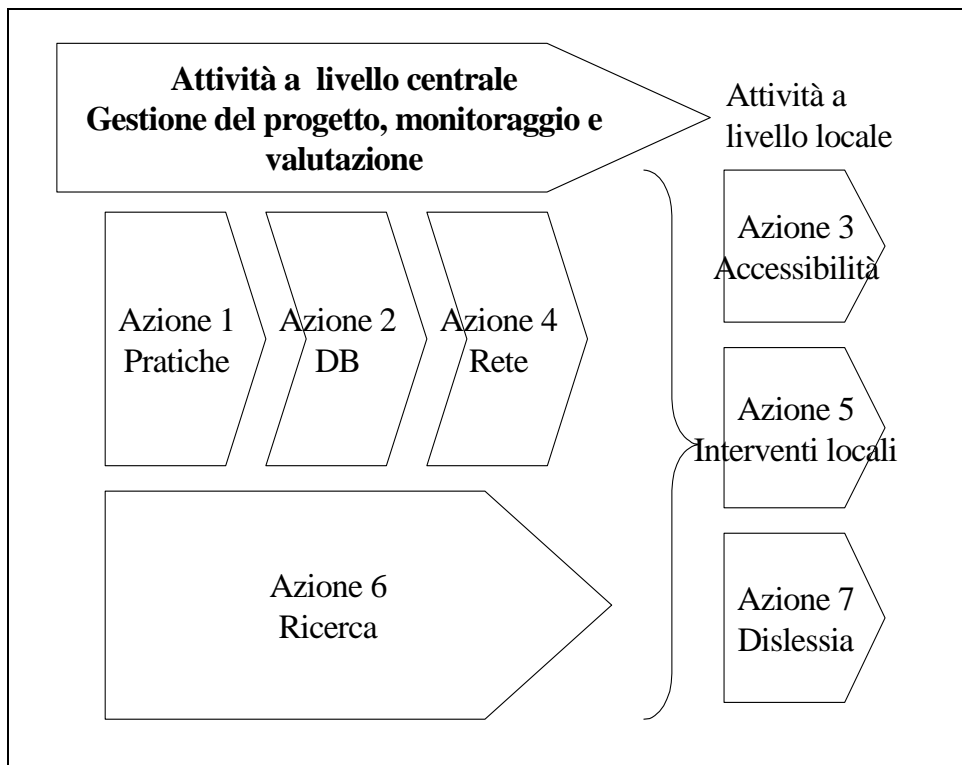 Attività a livello centrale
Gestione del progetto, monitoraggio e
valutazione
Attività a
livello locale
Azione 1
Pratiche
Azione 2
DB
Azione 4
Rete
Azione 6
Ricerca
Azione 3
Accessibilità
Azione 5
Interventi locali
Azione 7
Dislessia